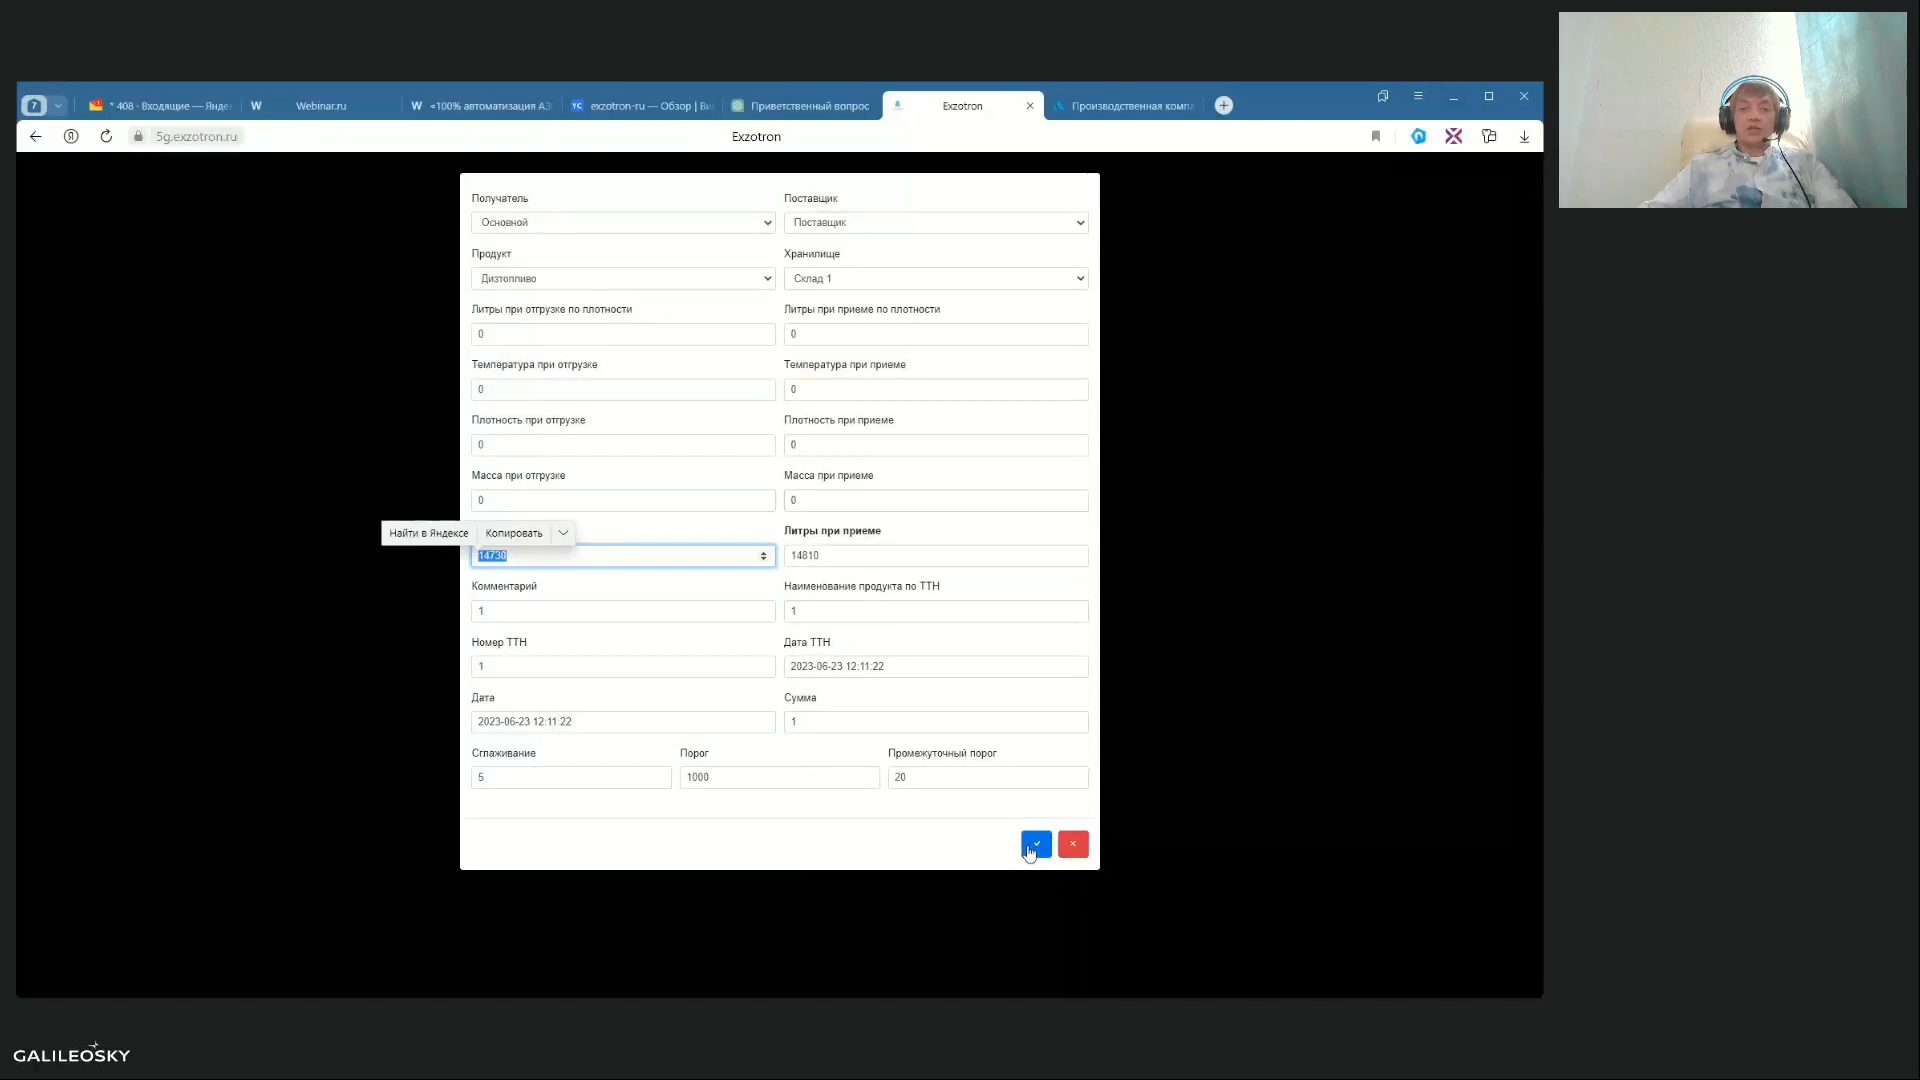 7
* 408 · Входящие — Янде
W
Webinar.ru
W
+100% автоматизация АЗ
YC
exzotron-ru — Обзор | Ви
Приветственный вопрос
Exzotron
Производственная комп
5g.exzotron.ru
Exzotron
Получатель
Поставщик
Основной
Поставщик
Продукт
Хранилище
Дизтопливо
Склад 1
Литры при отгрузке по плотности
Литры при приеме по плотности
0
0
Температура при отгрузке
Температура при приеме
0
0
Плотность при отгрузке
Плотность при приеме
0
0
Масса при отгрузке
Масса при приеме
0
0
Найти в Яндексе
Копировать
Литры при приеме
14730
14810
Комментарий
Наименование продукта по ТТН
1
1
Номер ТТН
Дата ТТН
1
2023-06-23 12:11:22
Дата
Сумма
2023-06-23 12:11:22
1
Сглаживание
Порог
Промежуточный порог
5
1000
20
GALILEOSKY